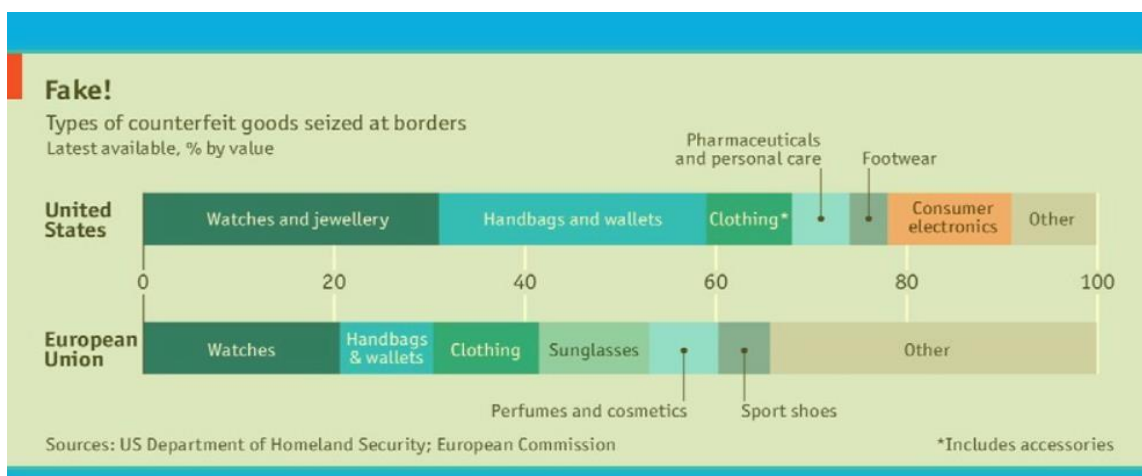 Fake!
Types of counterfeit goods seized at borders
Latest available, % by value
Pharmaceuticals
and personal care
Footwear
United
States
Watches and jewellery
Handbags and wallets
Clothing*
Consumer
electronics
Other
0 20 40 60 80 100
European
Union
Watches
Handbags
& wallets
Clothing
Sunglasses
Other
Perfumes and cosmetics
Sport shoes
Sources: US Department of Homeland Security; European Commission
*Includes accessories